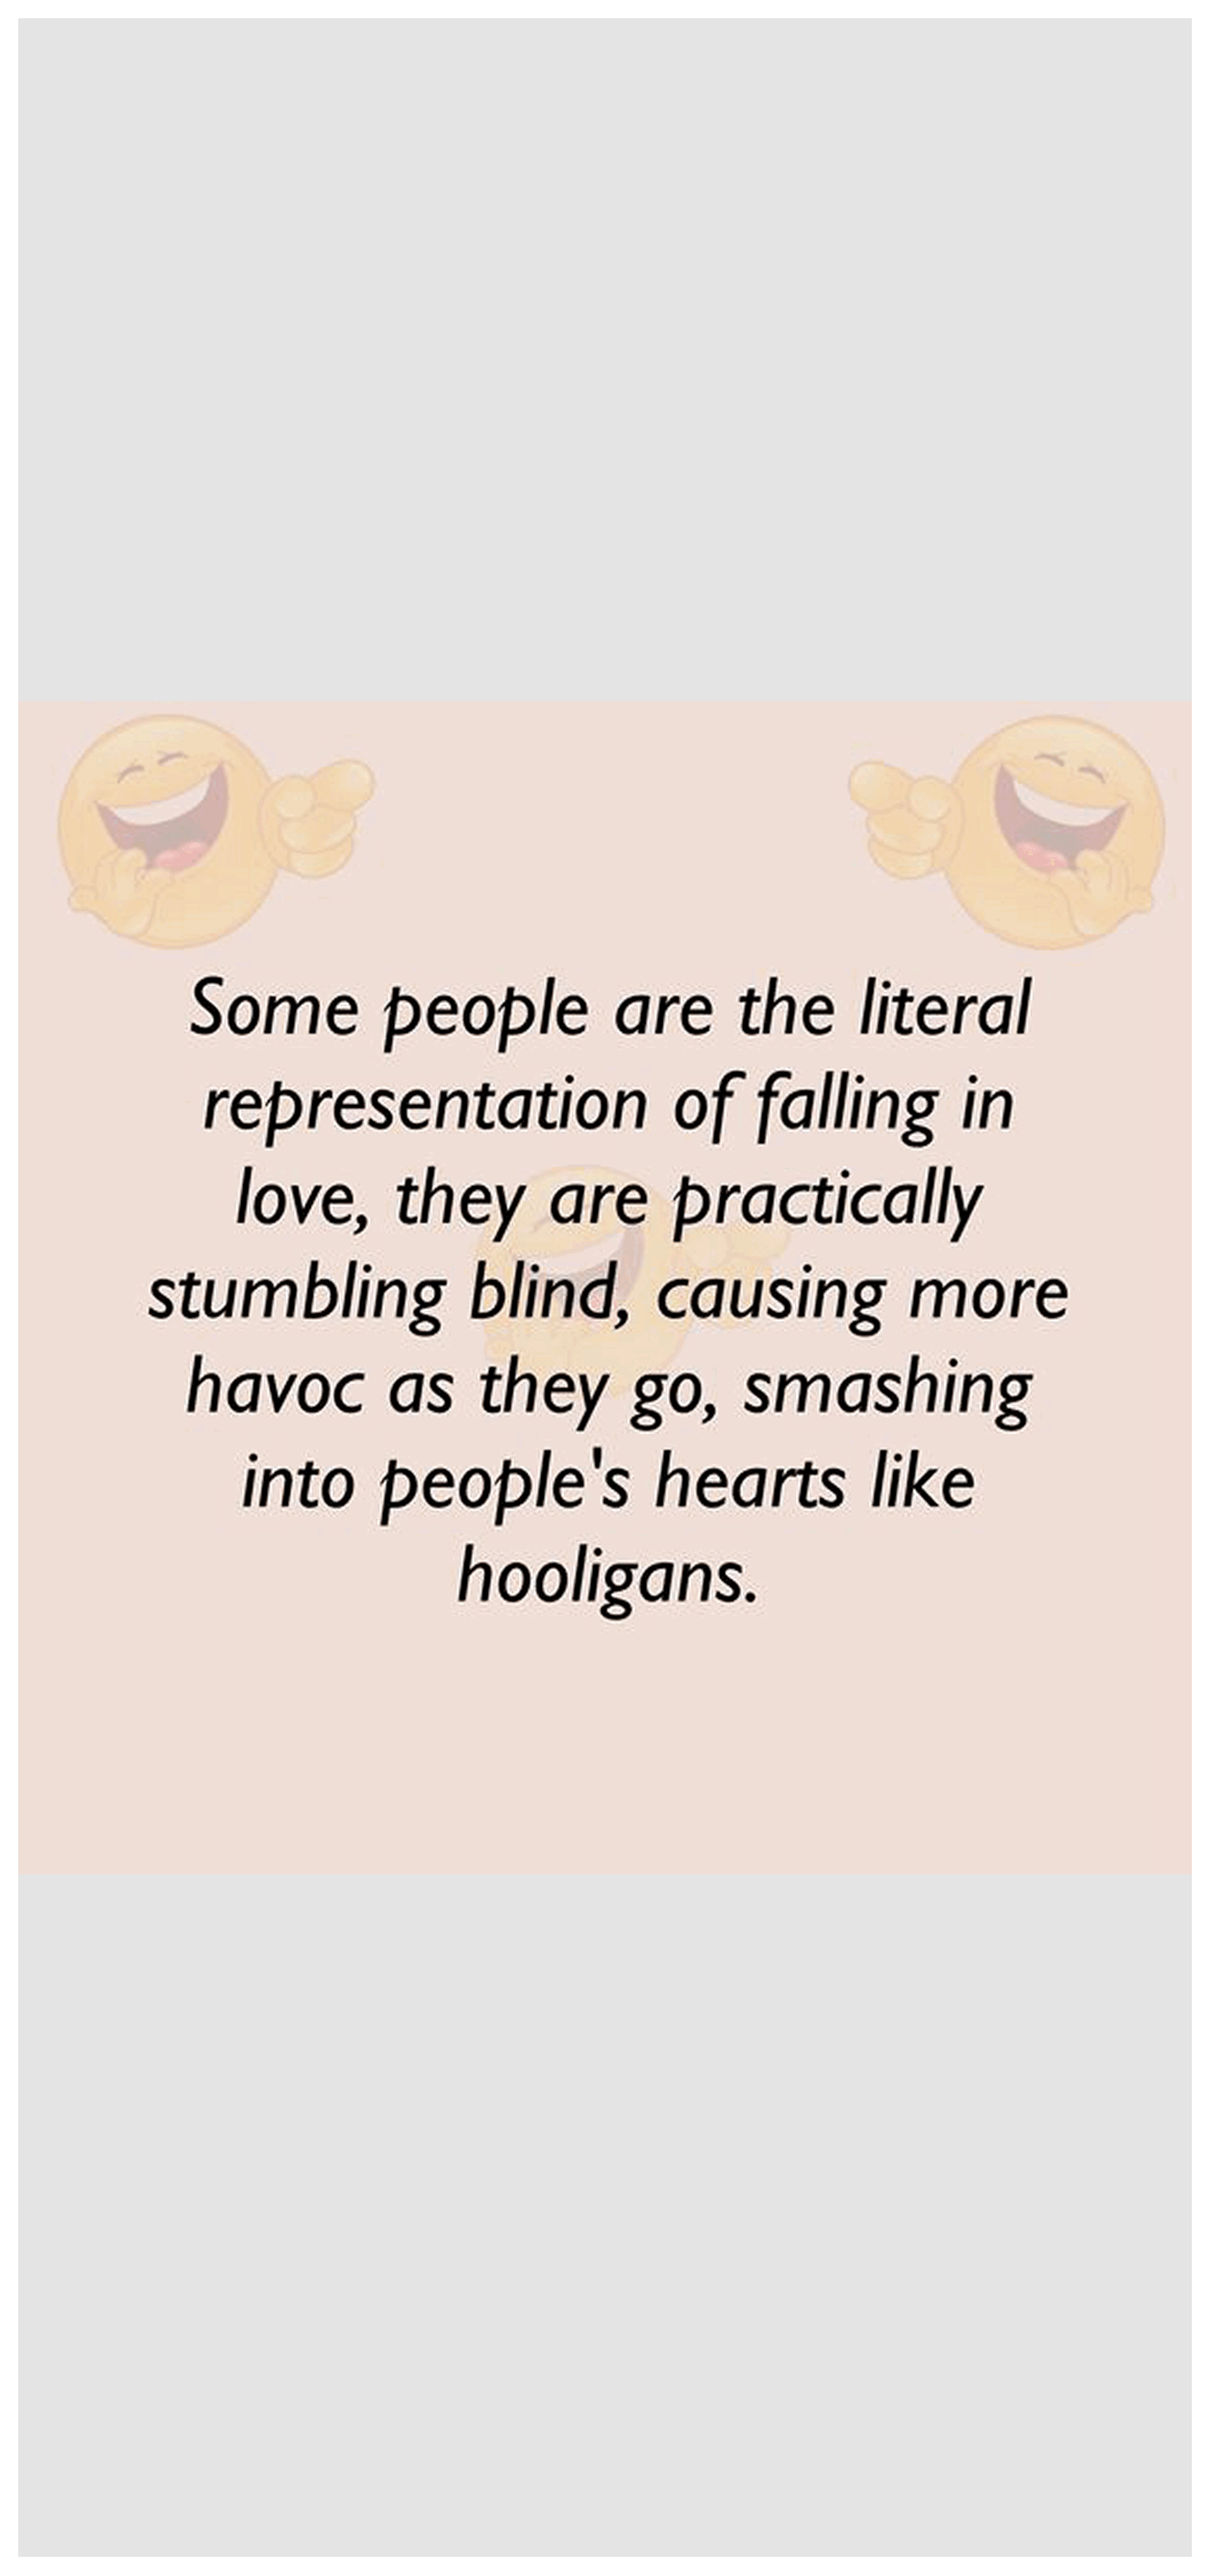 Some people are the literal
representation of falling in
love, they are practically
stumbling blind, causing more
havoc as they go, smashing
into people's hearts like
hooligans.